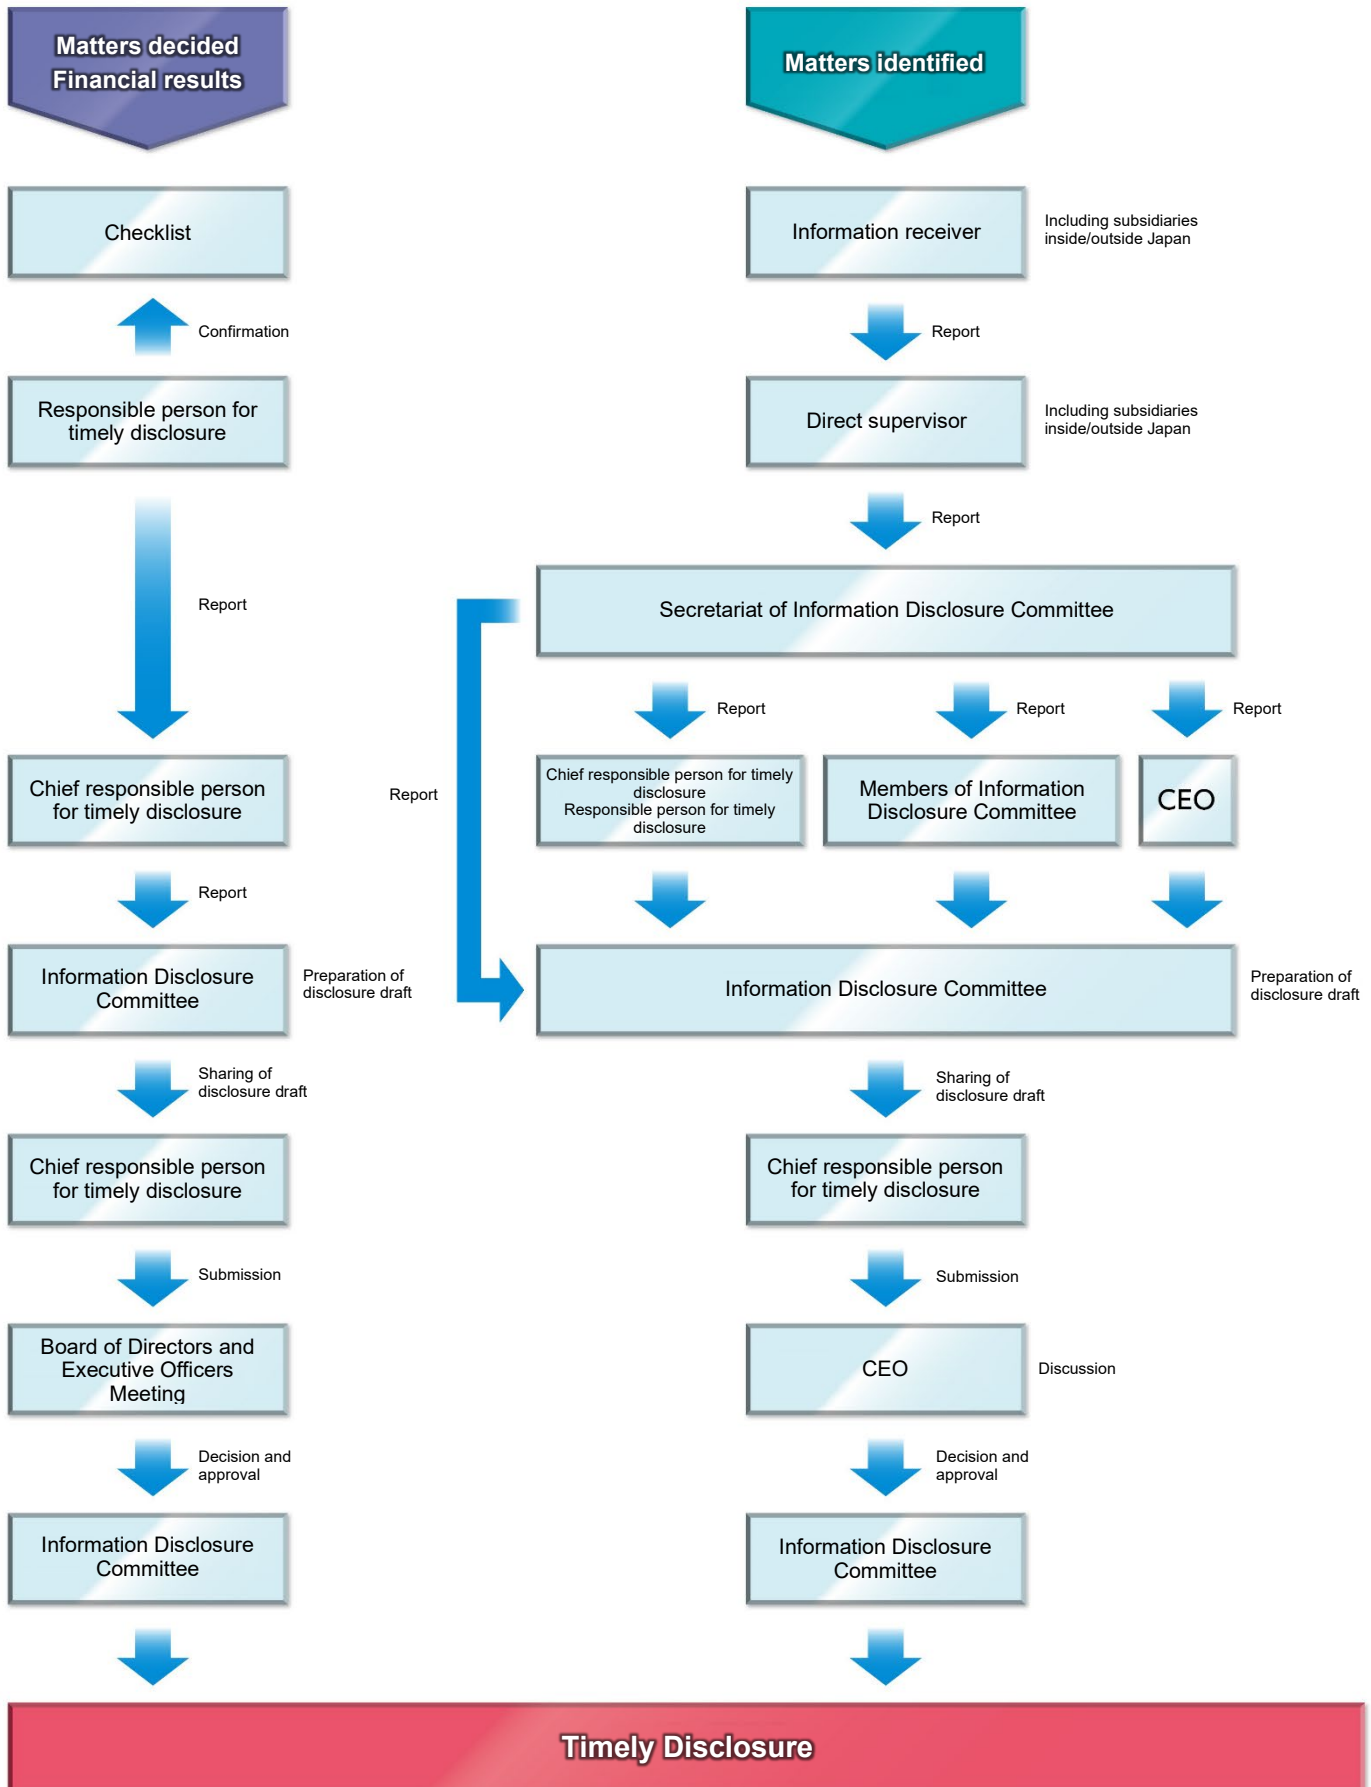 Matters decided
Financial results
Checklist
Confirmation
Responsible person for
timely disclosure
Report
Chief responsible person
for timely disclosure
Report
Information Disclosure
Committee
Preparation of
disclosure draft
Sharing of
disclosure draft
Chief responsible person
for timely disclosure
Submission
Board of Directors and
Executive Officers
Meeting
Decision and
approval
Information Disclosure
Committee
Matters identified
Information receiver
Including subsidiaries
inside/outside Japan
Report
Direct supervisor
Including subsidiaries
inside/outside Japan
Report
Secretariat of Information Disclosure Committee
Report
Report
Report
Report
Chief responsible person for timely
disclosure
Responsible person for timely
disclosure
Members of Information
Disclosure Committee
CEO
Information Disclosure Committee
Preparation of
disclosure draft
Sharing of
disclosure draft
Chief responsible person
for timely disclosure
Submission
CEO
Discussion
Decision and
approval
Information Disclosure
Committee
Timely Disclosure